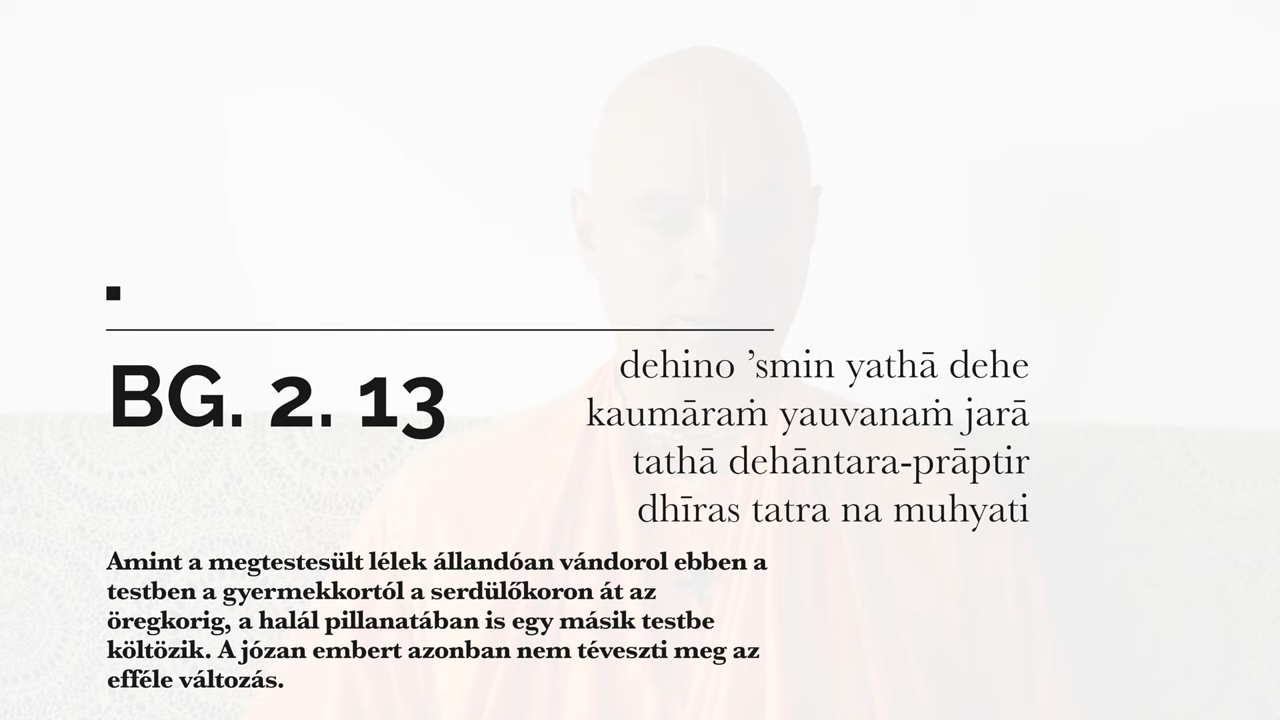 BG. 2. 13
dehino ’smin yathā dehe
kaumāraṁ yauvanaṁ jarā
tathā dehāntara-prāptir
dhīras tatra na muhyati
Amint a megtestesült lélek állandóan vándorol ebben a
testben a gyermekkortól a serdülőkoron át az
öregkorig, a halál pillanatában is egy másik testbe
költözik. A józan embert azonban nem téveszti meg az
efféle változás.